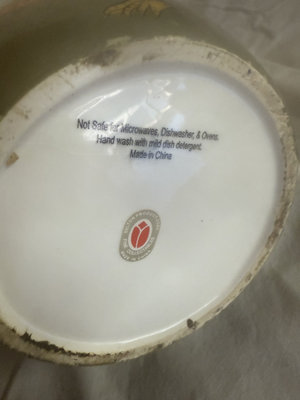 Not Safe for Microwaves, Dishwasher, & Ovens.
Hand wash with mild dish detergent.
Made in China